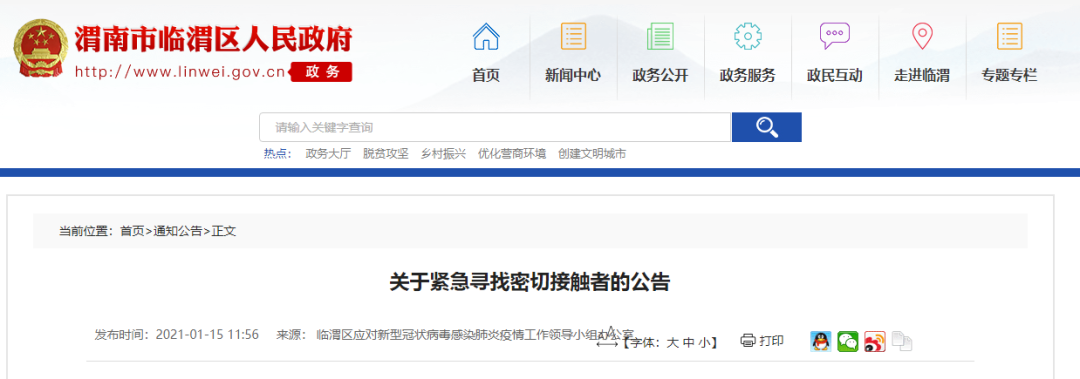 渭南市临渭区人民政府
http://www.linwei.gov.cn 政务
首页 新闻中心 政务公开 政务服务 政民互动 走进临渭 专题专栏
请输入关键字查询
热点： 政务大厅 脱贫攻坚 乡村振兴 优化营商环境 创建文明城市
当前位置：首页>通知公告>正文
关于紧急寻找密切接触者的公告
发布时间：2021-01-15 11:56 来源： 临渭区应对新型冠状病毒感染肺炎疫情工作领导小组办公室 【字体：大 中 小】 打印